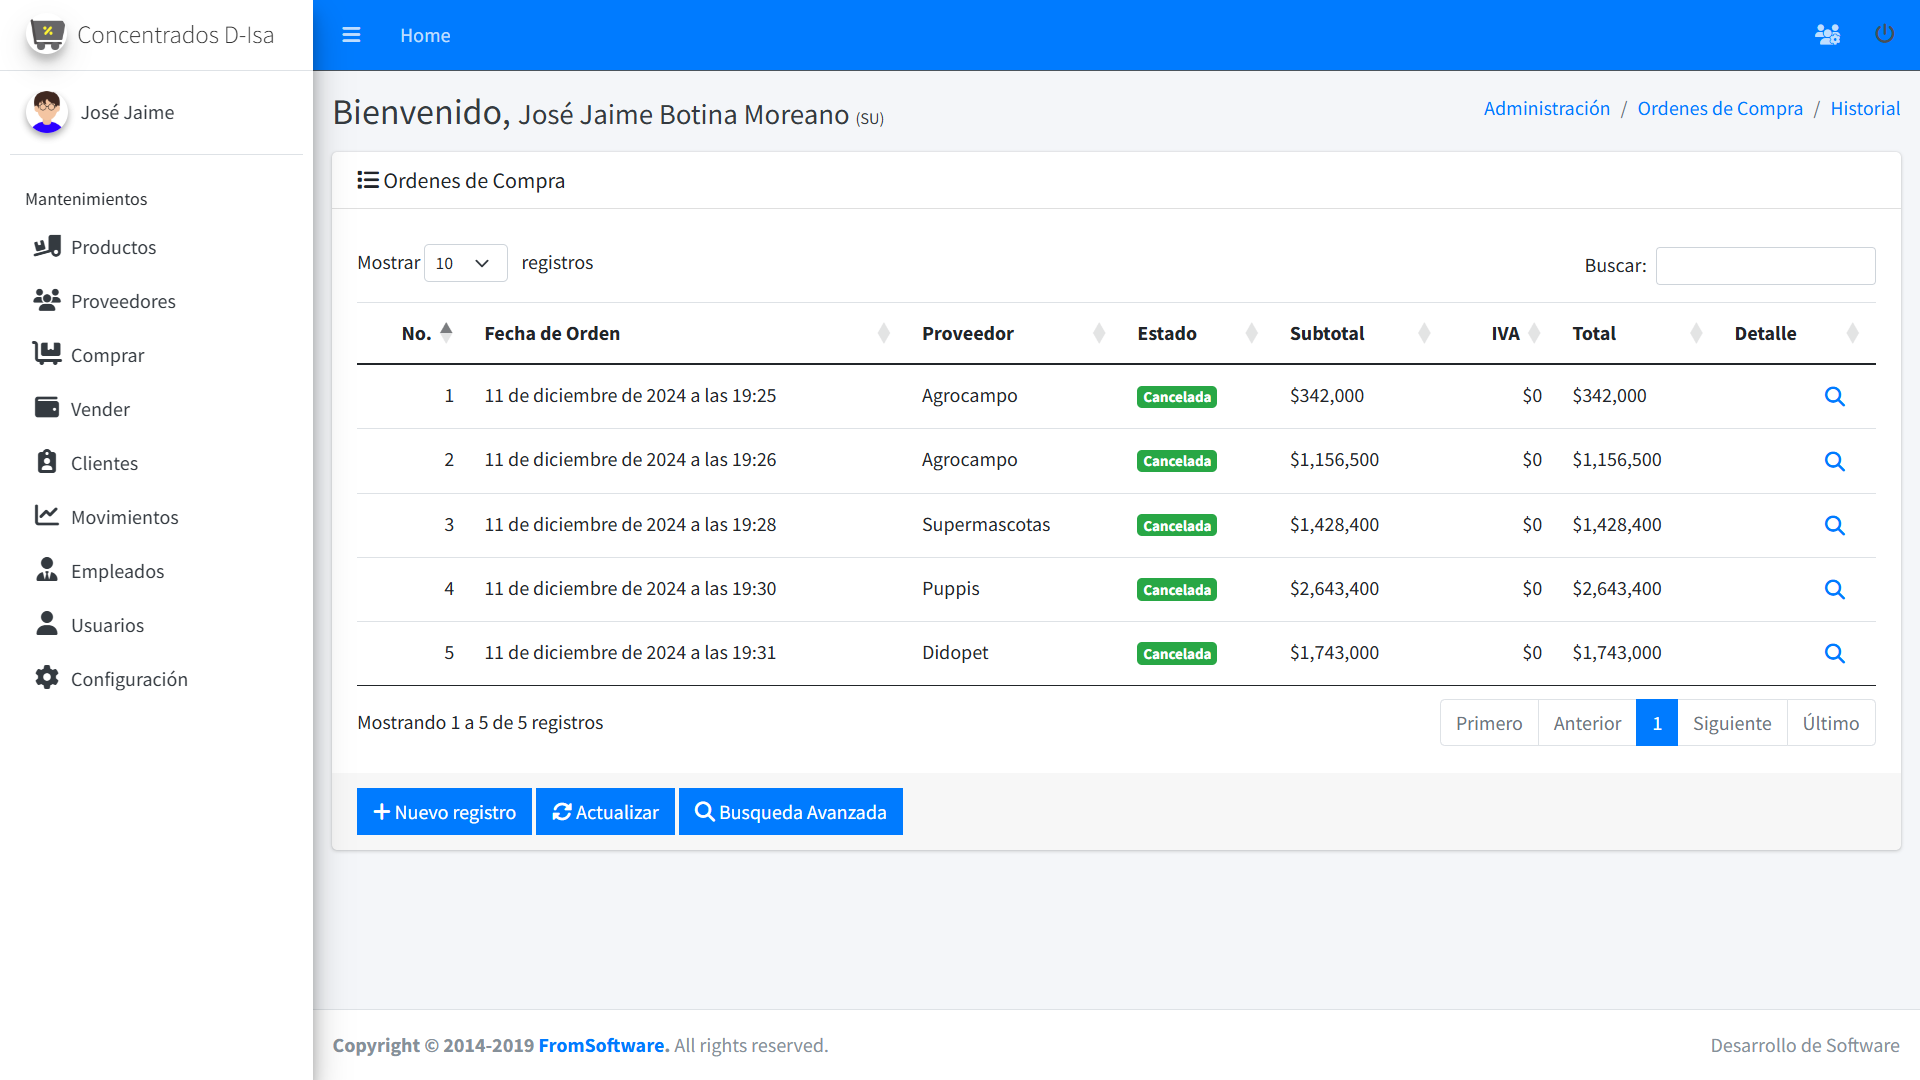 Concentrados D-Isa
Home
José Jaime
Bienvenido, José Jaime Botina Moreano (SU)
Administración / Ordenes de Compra / Historial
Mantenimientos
Productos
Proveedores
Comprar
Vender
Clientes
Movimientos
Empleados
Usuarios
Configuración
Ordenes de Compra
Mostrar 10 registros
Buscar:
No. Fecha de Orden Proveedor Estado Subtotal IVA Total Detalle
1 11 de diciembre de 2024 a las 19:25 Agrocampo Cancelada $342,000 $0 $342,000
2 11 de diciembre de 2024 a las 19:26 Agrocampo Cancelada $1,156,500 $0 $1,156,500
3 11 de diciembre de 2024 a las 19:28 Supermascotas Cancelada $1,428,400 $0 $1,428,400
4 11 de diciembre de 2024 a las 19:30 Puppis Cancelada $2,643,400 $0 $2,643,400
5 11 de diciembre de 2024 a las 19:31 Didopet Cancelada $1,743,000 $0 $1,743,000
Mostrando 1 a 5 de 5 registros
Primero Anterior 1 Siguiente Último
Nuevo registro Actualizar Busqueda Avanzada
Copyright © 2014-2019 FromSoftware. All rights reserved.
Desarrollo de Software